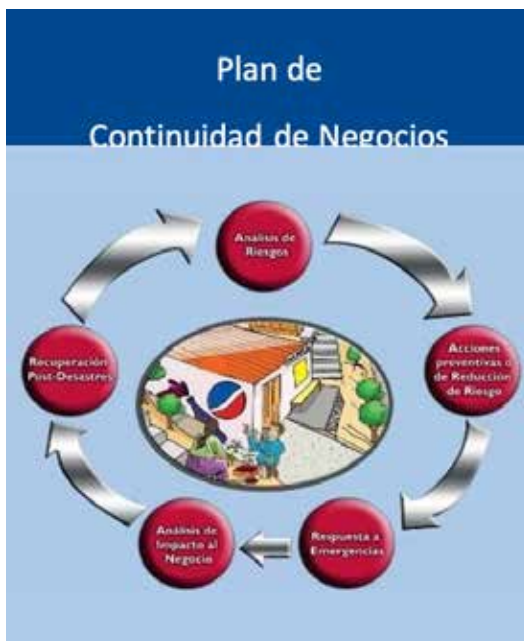 Plan de
Continuidad de Negocios
Análisis de
Riesgos
Acciones
preventivas o
de Reducción
de Riesgo
Respuesta a
Emergencias
Análisis de
Impacto al
Negocio
Recuperación
Post-Desastres